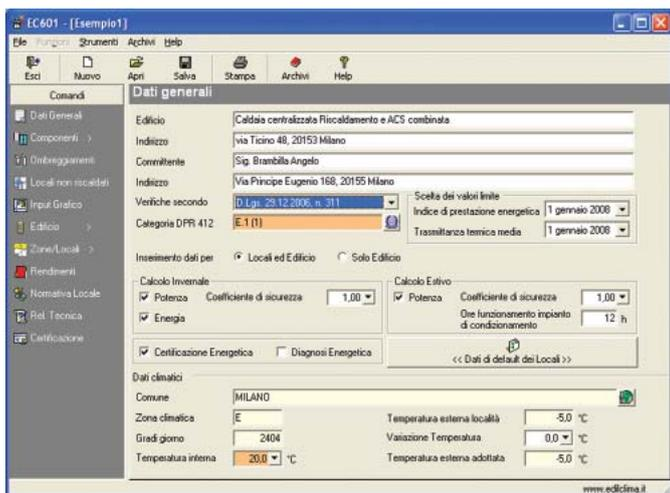 EC601 - [Esempio1]
File Funzioni Strumenti Archivi Help
Esci Nuovo Apri Salva Stampa Archivi Help
Comandi
Dati Generali
Componenti >
Ombreggiamenti
Locali non riscaldati
Input Grafico
Edificio >
Zone/Locali >
Rendimenti
Normativa Locale
Rel. Tecnica
Certificazione
Dati generali
Edificio Caldaia centralizzata Riscaldamento e ACS combinata
Indirizzo via Ticino 48, 20153 Milano
Committente Sig. Brambilla Angelo
Indirizzo Via Principe Eugenio 168, 20155 Milano
Verifiche secondo D.Lgs. 29.12.2006, n. 311
Categoria DPR 412 E.1 (1)
Scelta dei valori limite
Indice di prestazione energetica 1 gennaio 2008
Trasmittanza termica media 1 gennaio 2008
Inserimento dati per Locali ed Edificio Solo Edificio
Calcolo Invernale
Potenza Coefficiente di sicurezza 1,00
Energia
Calcolo Estivo
Potenza Coefficiente di sicurezza 1,00
Ore funzionamento impianto
di condizionamento 12 h
Certificazione Energetica Diagnosi Energetica
<< Dati di default dei Locali >>
Dati climatici
Comune MILANO
Zona climatica E
Gradi giorno 2404
Temperatura interna 20,0 °C
Temperatura esterna località -5,0 °C
Variazione Temperatura 0,0 °C
Temperatura esterna adottata -5,0 °C
www.edilclima.it